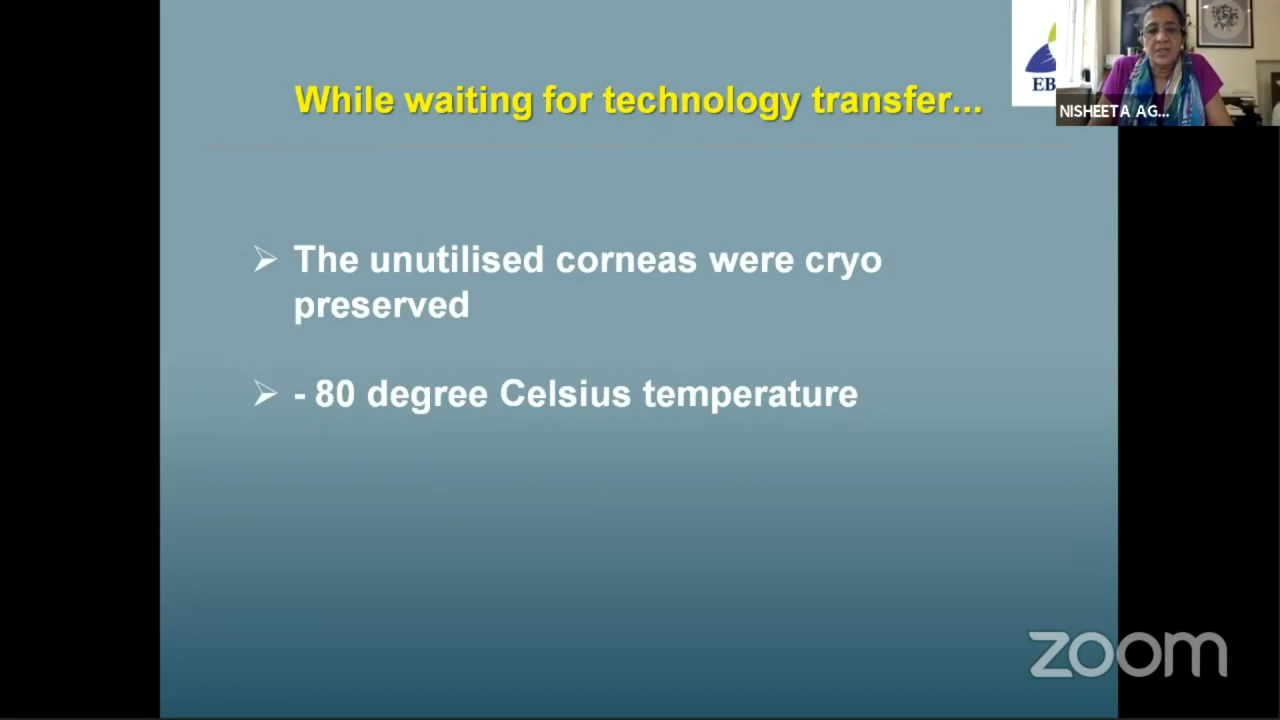 While waiting for technology transfer...
EB
NISHEETA AG...
➢ The unutilised corneas were cryo
preserved
➢ - 80 degree Celsius temperature
zoom